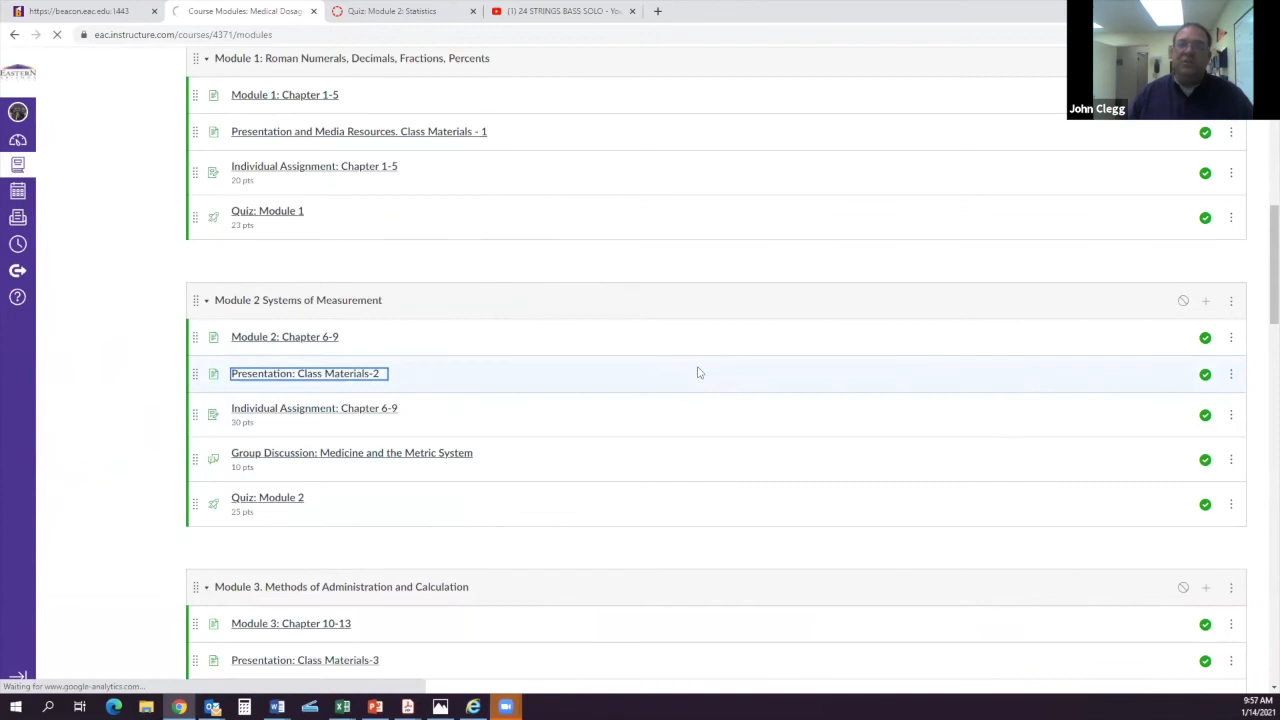 https://beacon.eac.edu:1443
Course Modules: Medical Dosag
Quiz: Module 2: Statistics
(1) 24 STRINGS BASS SOLO - You
eac.instructure.com/courses/4371/modules
EASTERN
John Clegg
Module 1: Roman Numerals, Decimals, Fractions, Percents
Module 1: Chapter 1-5
Presentation and Media Resources. Class Materials - 1
Individual Assignment: Chapter 1-5
20 pts
Quiz: Module 1
23 pts
Module 2 Systems of Measurement
Module 2: Chapter 6-9
Presentation: Class Materials-2
Individual Assignment: Chapter 6-9
30 pts
Group Discussion: Medicine and the Metric System
10 pts
Quiz: Module 2
25 pts
Module 3. Methods of Administration and Calculation
Module 3: Chapter 10-13
Presentation: Class Materials-3
Waiting for www.google-analytics.com...
9:57 AM
1/14/2021